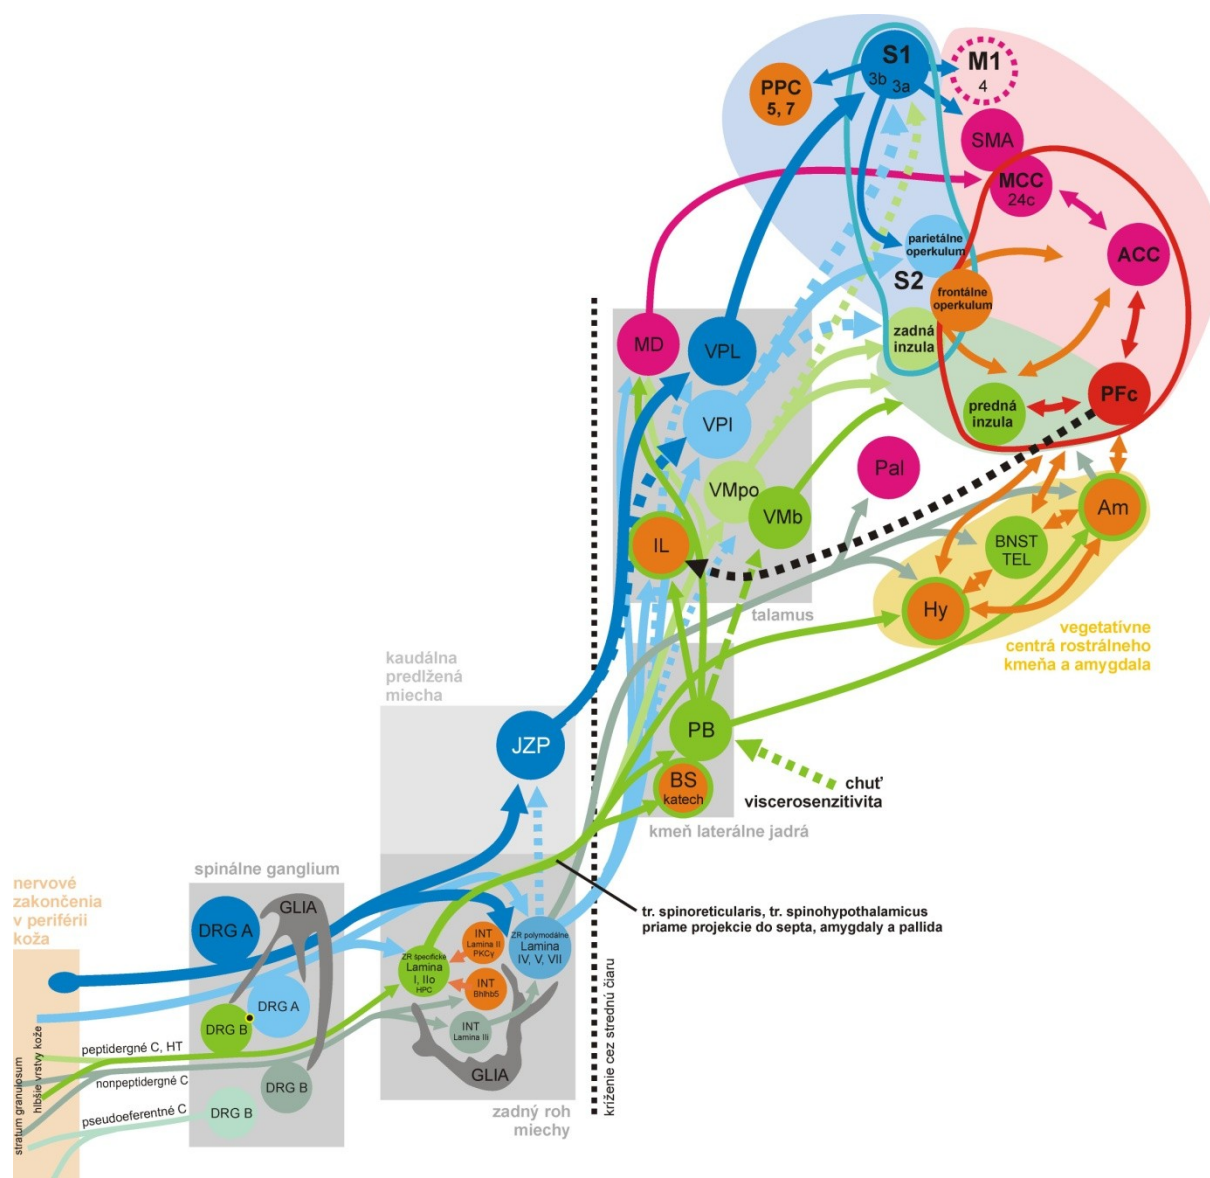 S1
3b
3a
M1
4
PPC
5, 7
SMA
MCC
24c
ACC
parietálne
operkulum
S2
frontálne
operkulum
zadná
inzula
predná
inzula
PFc
MD
VPL
VPI
VMpo
VMb
IL
talamus
Pal
Am
BNST
TEL
Hy
vegetatívne
centrá rostrálneho
kmeňa a amygdala
kaudálna
predlžená
miecha
JZP
PB
BS
katech
chuť
viscerosenzitivita
kmeň laterálne jadrá
kríženie cez strednú čiaru
tr. spinoreticularis, tr. spinohypothalamicus
priame projekcie do septa, amygdaly a pallida
nervové
zakončenia
v periférii
koža
spinálne ganglium
GLIA
DRG A
DRG A
DRG B
DRG B
DRG B
peptidergné C, HT
nonpeptidergné C
pseudoeferentné C
stratum granulosum
hlbšie vrstvy kože
INT
Lamina II
PKCγ
ZR polymodálne
Lamina
IV, V, VII
ZR špecifické
Lamina
I, IIo
HPC
INT
Bhlhb5
INT
Lamina IIi
GLIA
zadný roh
miechy